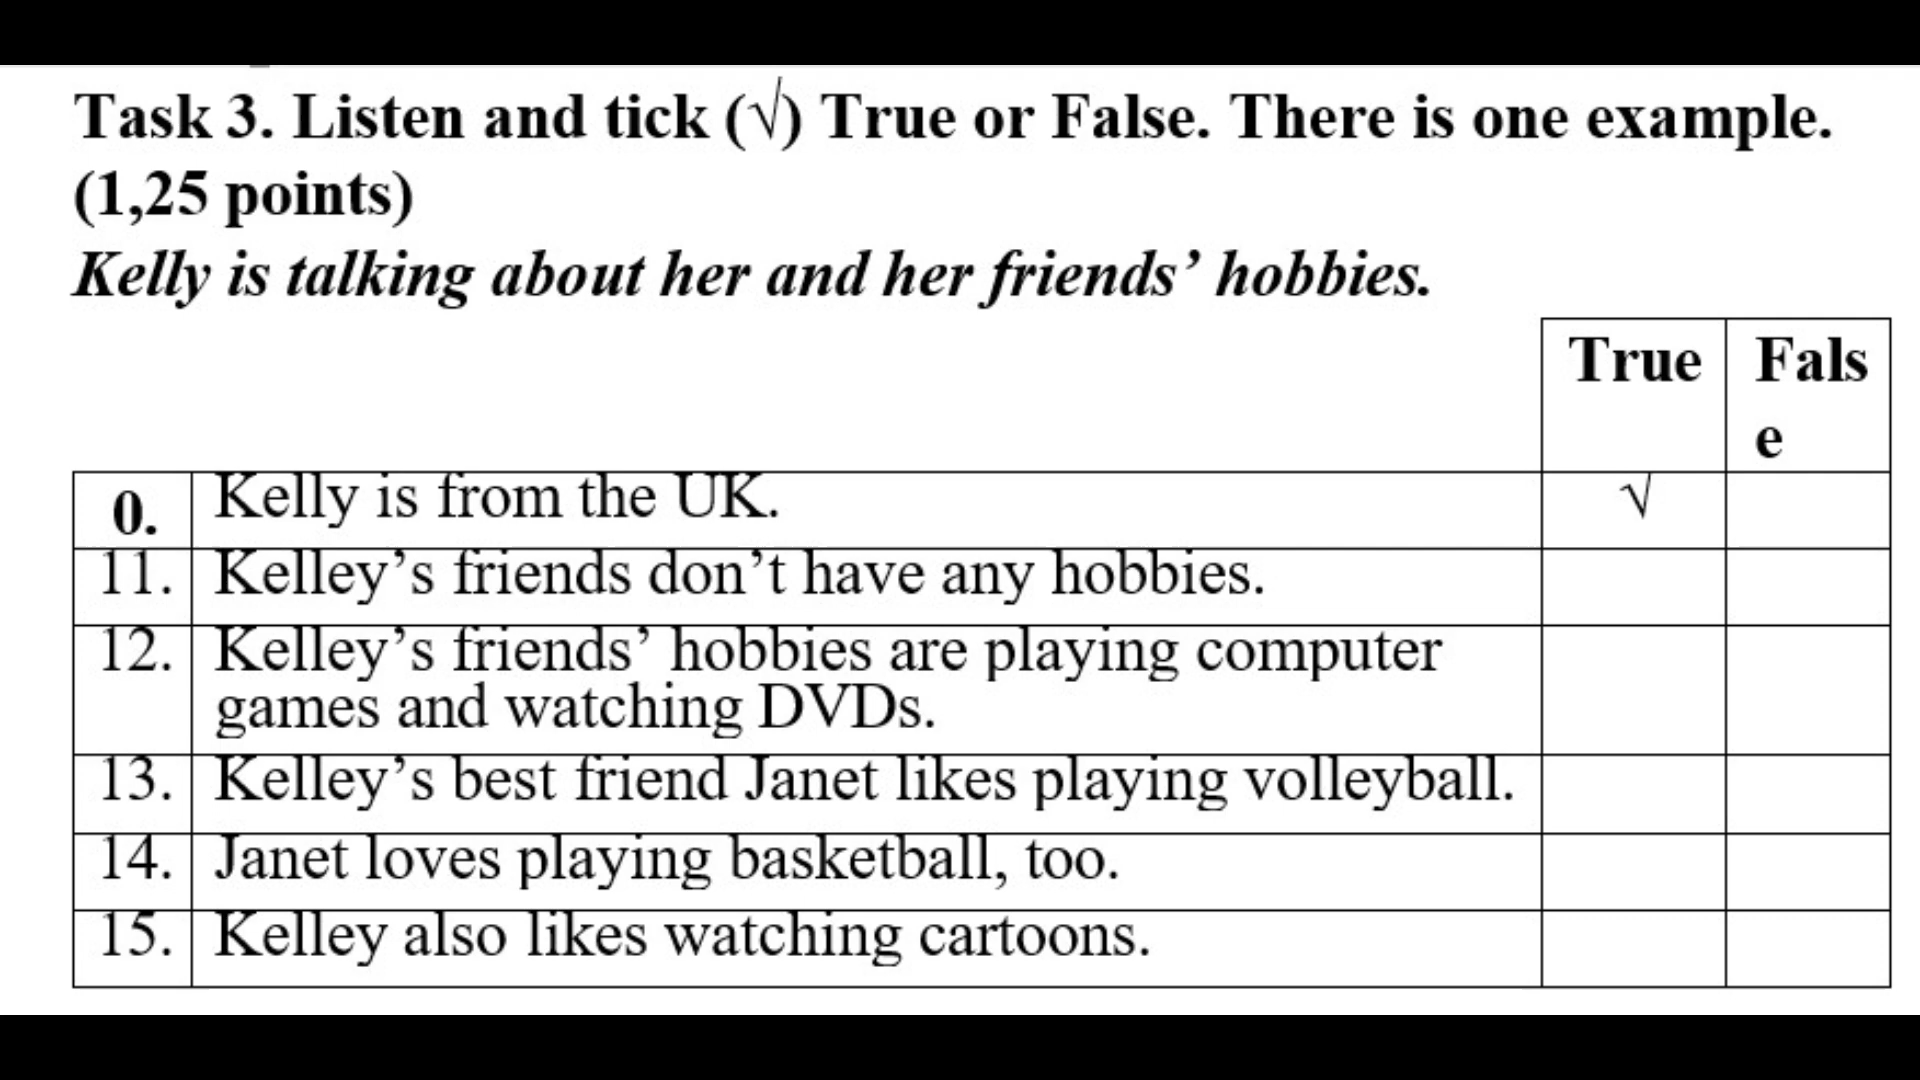 Task 3. Listen and tick (√) True or False. There is one example.
(1,25 points)
Kelly is talking about her and her friends’ hobbies.
True Fals
e
0. Kelly is from the UK. √
11. Kelley’s friends don’t have any hobbies.
12. Kelley’s friends’ hobbies are playing computer
games and watching DVDs.
13. Kelley’s best friend Janet likes playing volleyball.
14. Janet loves playing basketball, too.
15. Kelley also likes watching cartoons.